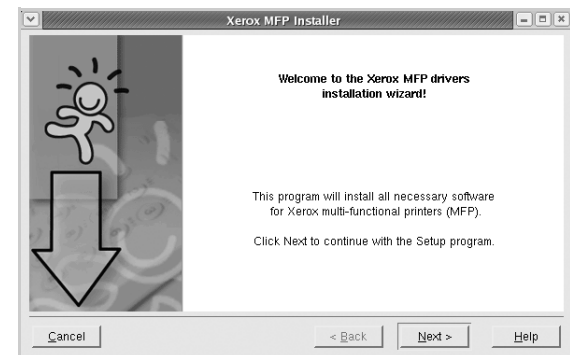 Xerox MFP Installer
Welcome to the Xerox MFP drivers
installation wizard!
This program will install all necessary software
for Xerox multi-functional printers (MFP).
Click Next to continue with the Setup program.
Cancel
< Back
Next >
Help